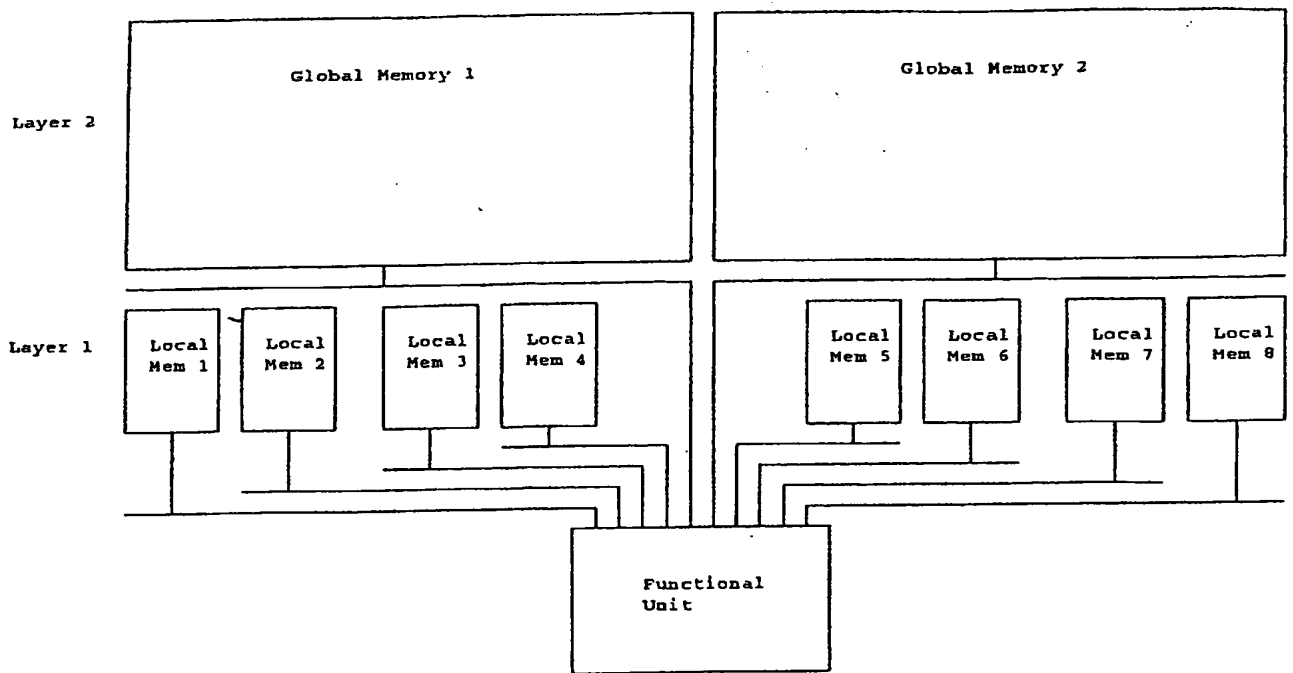 Global Memory 1
Global Memory 2
Layer 2
Layer 1
Local
Mem 1
Local
Mem 2
Local
Mem 3
Local
Mem 4
Local
Mem 5
Local
Mem 6
Local
Mem 7
Local
Mem 8
Functional
Unit